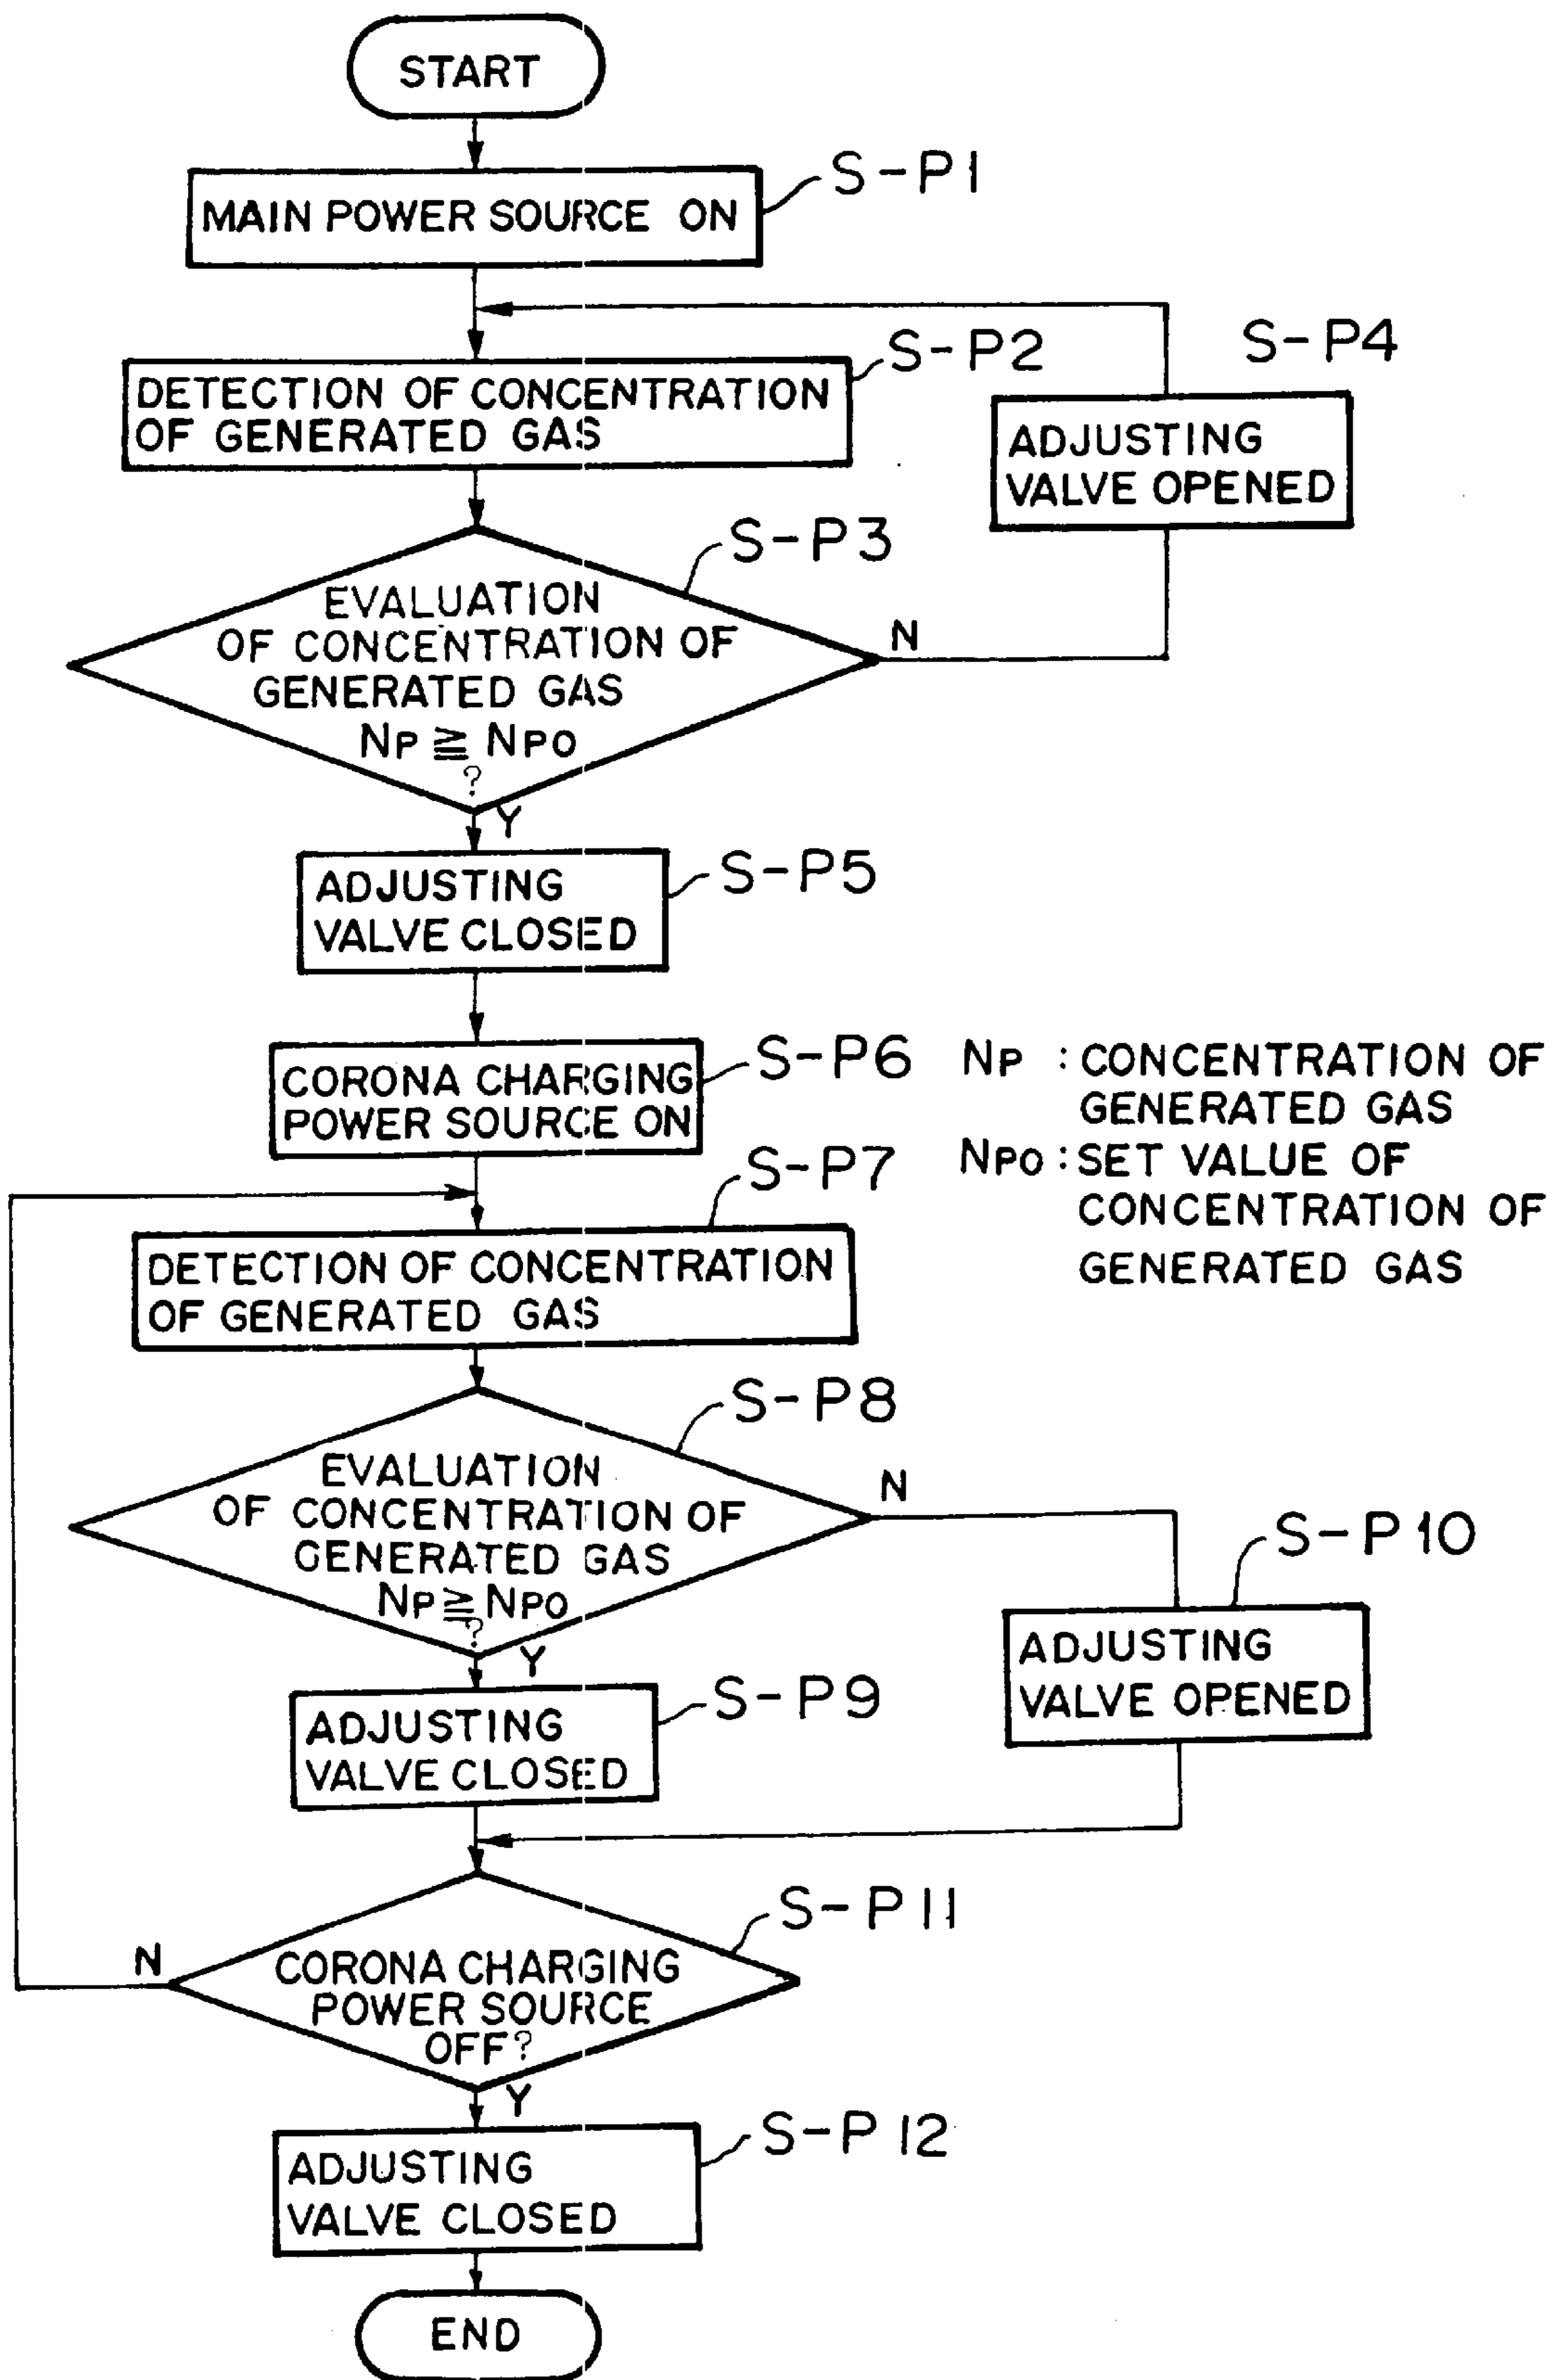 START
MAIN POWER SOURCE ON
S-P1
DETECTION OF CONCENTRATION
OF GENERATED GAS
S-P2
S-P4
ADJUSTING
VALVE OPENED
S-P3
EVALUATION
OF CONCENTRATION OF
GENERATED GAS
NP ≧ NPO
?
N
Y
ADJUSTING
VALVE CLOSED
S-P5
CORONA CHARGING
POWER SOURCE ON
S-P6
NP : CONCENTRATION OF
GENERATED GAS
NPO : SET VALUE OF
CONCENTRATION OF
GENERATED GAS
S-P7
DETECTION OF CONCENTRATION
OF GENERATED GAS
S-P8
EVALUATION
OF CONCENTRATION OF
GENERATED GAS
NP ≧ NPO
?
N
Y
S-P10
ADJUSTING
VALVE OPENED
S-P9
ADJUSTING
VALVE CLOSED
S-P11
N
CORONA CHARGING
POWER SOURCE
OFF?
Y
S-P12
ADJUSTING
VALVE CLOSED
END